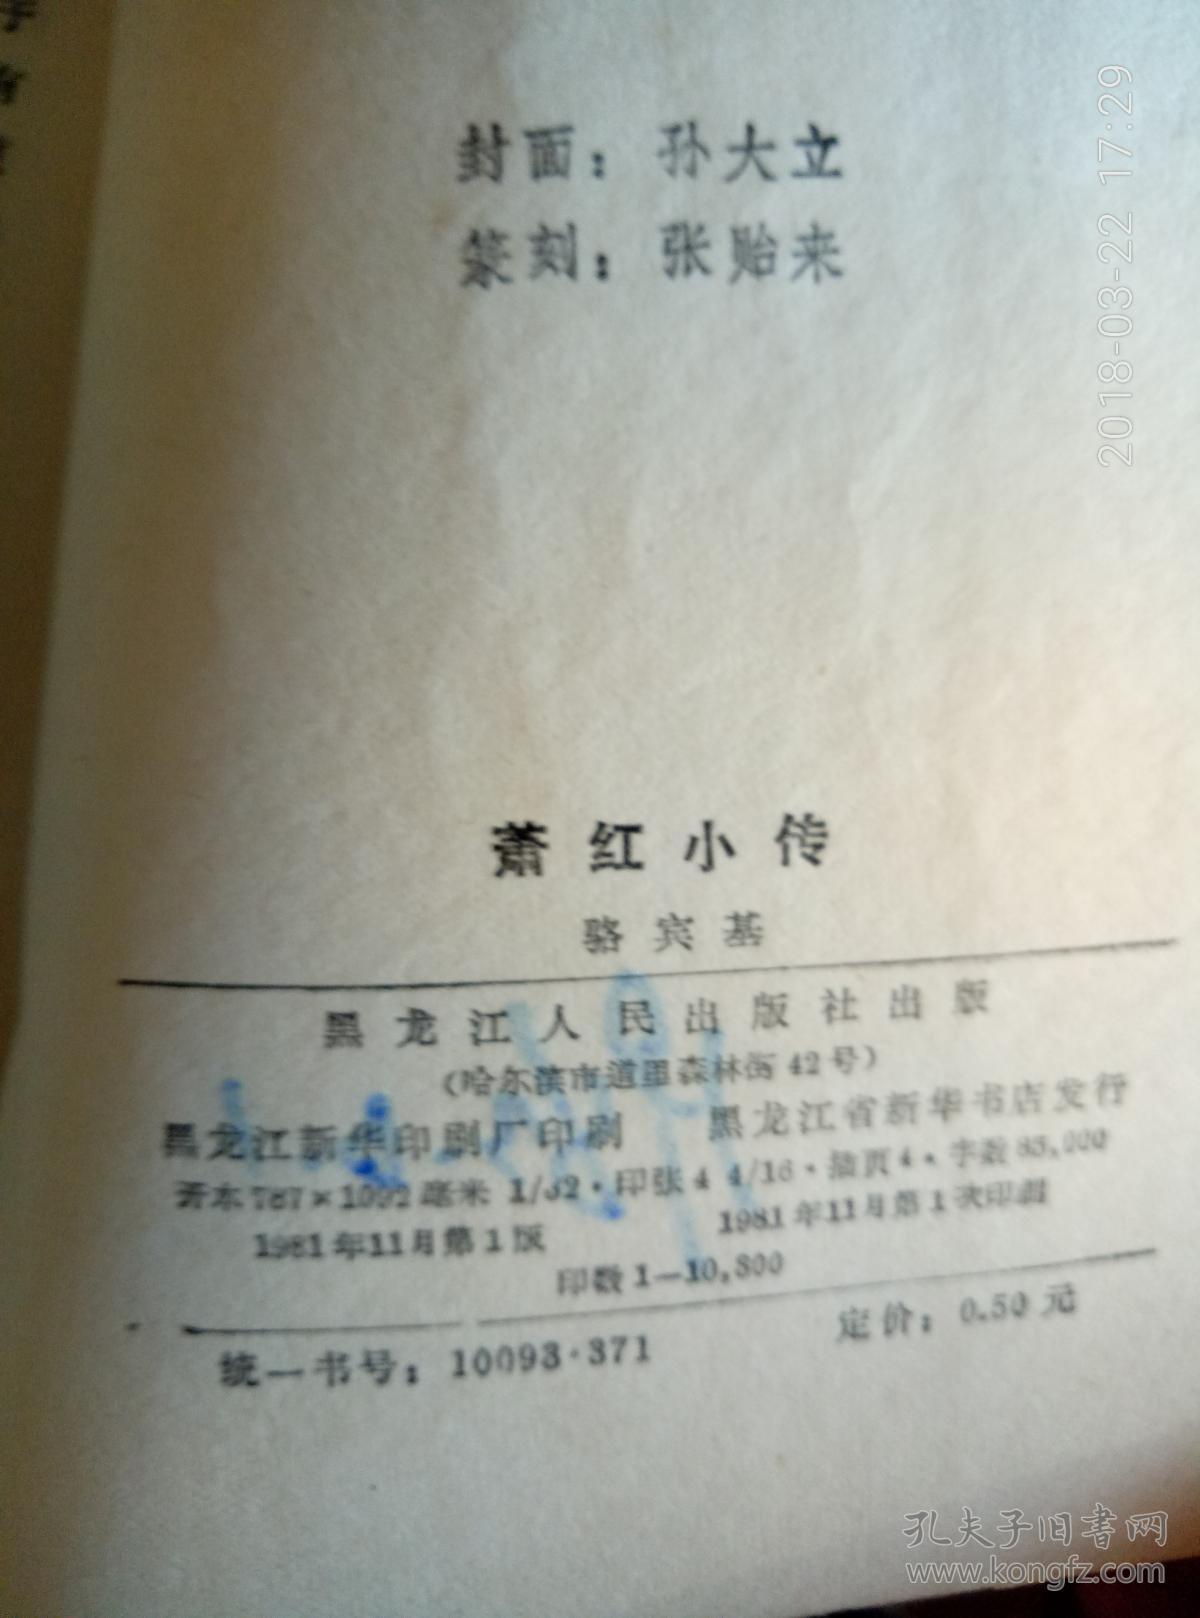 封面：孙大立
篆刻：张贻来
2018-03-22 17:29
萧红小传
骆宾基
黑龙江人民出版社出版
（哈尔滨市道里森林街42号）
黑龙江新华印刷厂印刷 黑龙江省新华书店发行
开本787×1092毫米 1/32·印张4 4/16·插页4·字数85,000
1981年11月第1版 1981年11月第1次印刷
印数1—10,800
统一书号：10093·371 定价：0.50元
孔夫子旧书网
www.kongfz.com